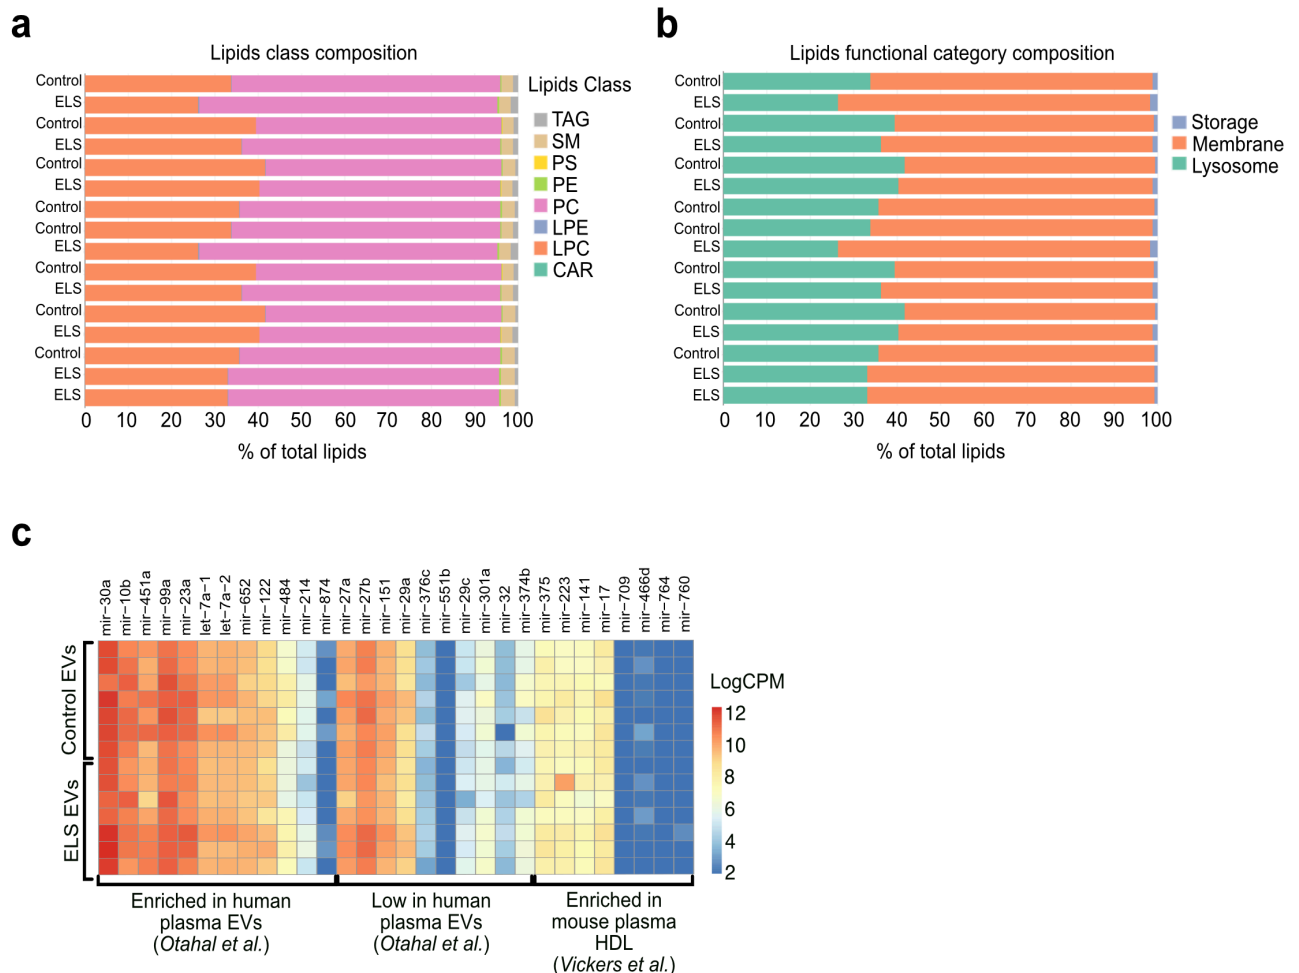 a
Lipids class composition
Control
ELS
Control
ELS
Control
ELS
Control
Control
ELS
Control
ELS
Control
ELS
Control
ELS
ELS
0 10 20 30 40 50 60 70 80 90 100
% of total lipids
Lipids Class
TAG
SM
PS
PE
PC
LPE
LPC
CAR
b
Lipids functional category composition
Control
ELS
Control
ELS
Control
ELS
Control
Control
ELS
Control
ELS
Control
ELS
Control
ELS
ELS
0 10 20 30 40 50 60 70 80 90 100
% of total lipids
Storage
Membrane
Lysosome
c
mir−30a
mir−10b
mir−451a
mir−99a
mir−23a
let−7a−1
let−7a−2
mir−652
mir−122
mir−484
mir−214
mir−874
mir−27a
mir−27b
mir−151
mir−29a
mir−376c
mir−551b
mir−29c
mir−301a
mir−32
mir−374b
mir−375
mir−223
mir−141
mir−17
mir−709
mir−466d
mir−764
mir−760
Control EVs
ELS EVs
LogCPM
12
10
8
6
4
2
Enriched in human
plasma EVs
(Otahal et al.)
Low in human
plasma EVs
(Otahal et al.)
Enriched in
mouse plasma
HDL
(Vickers et al.)